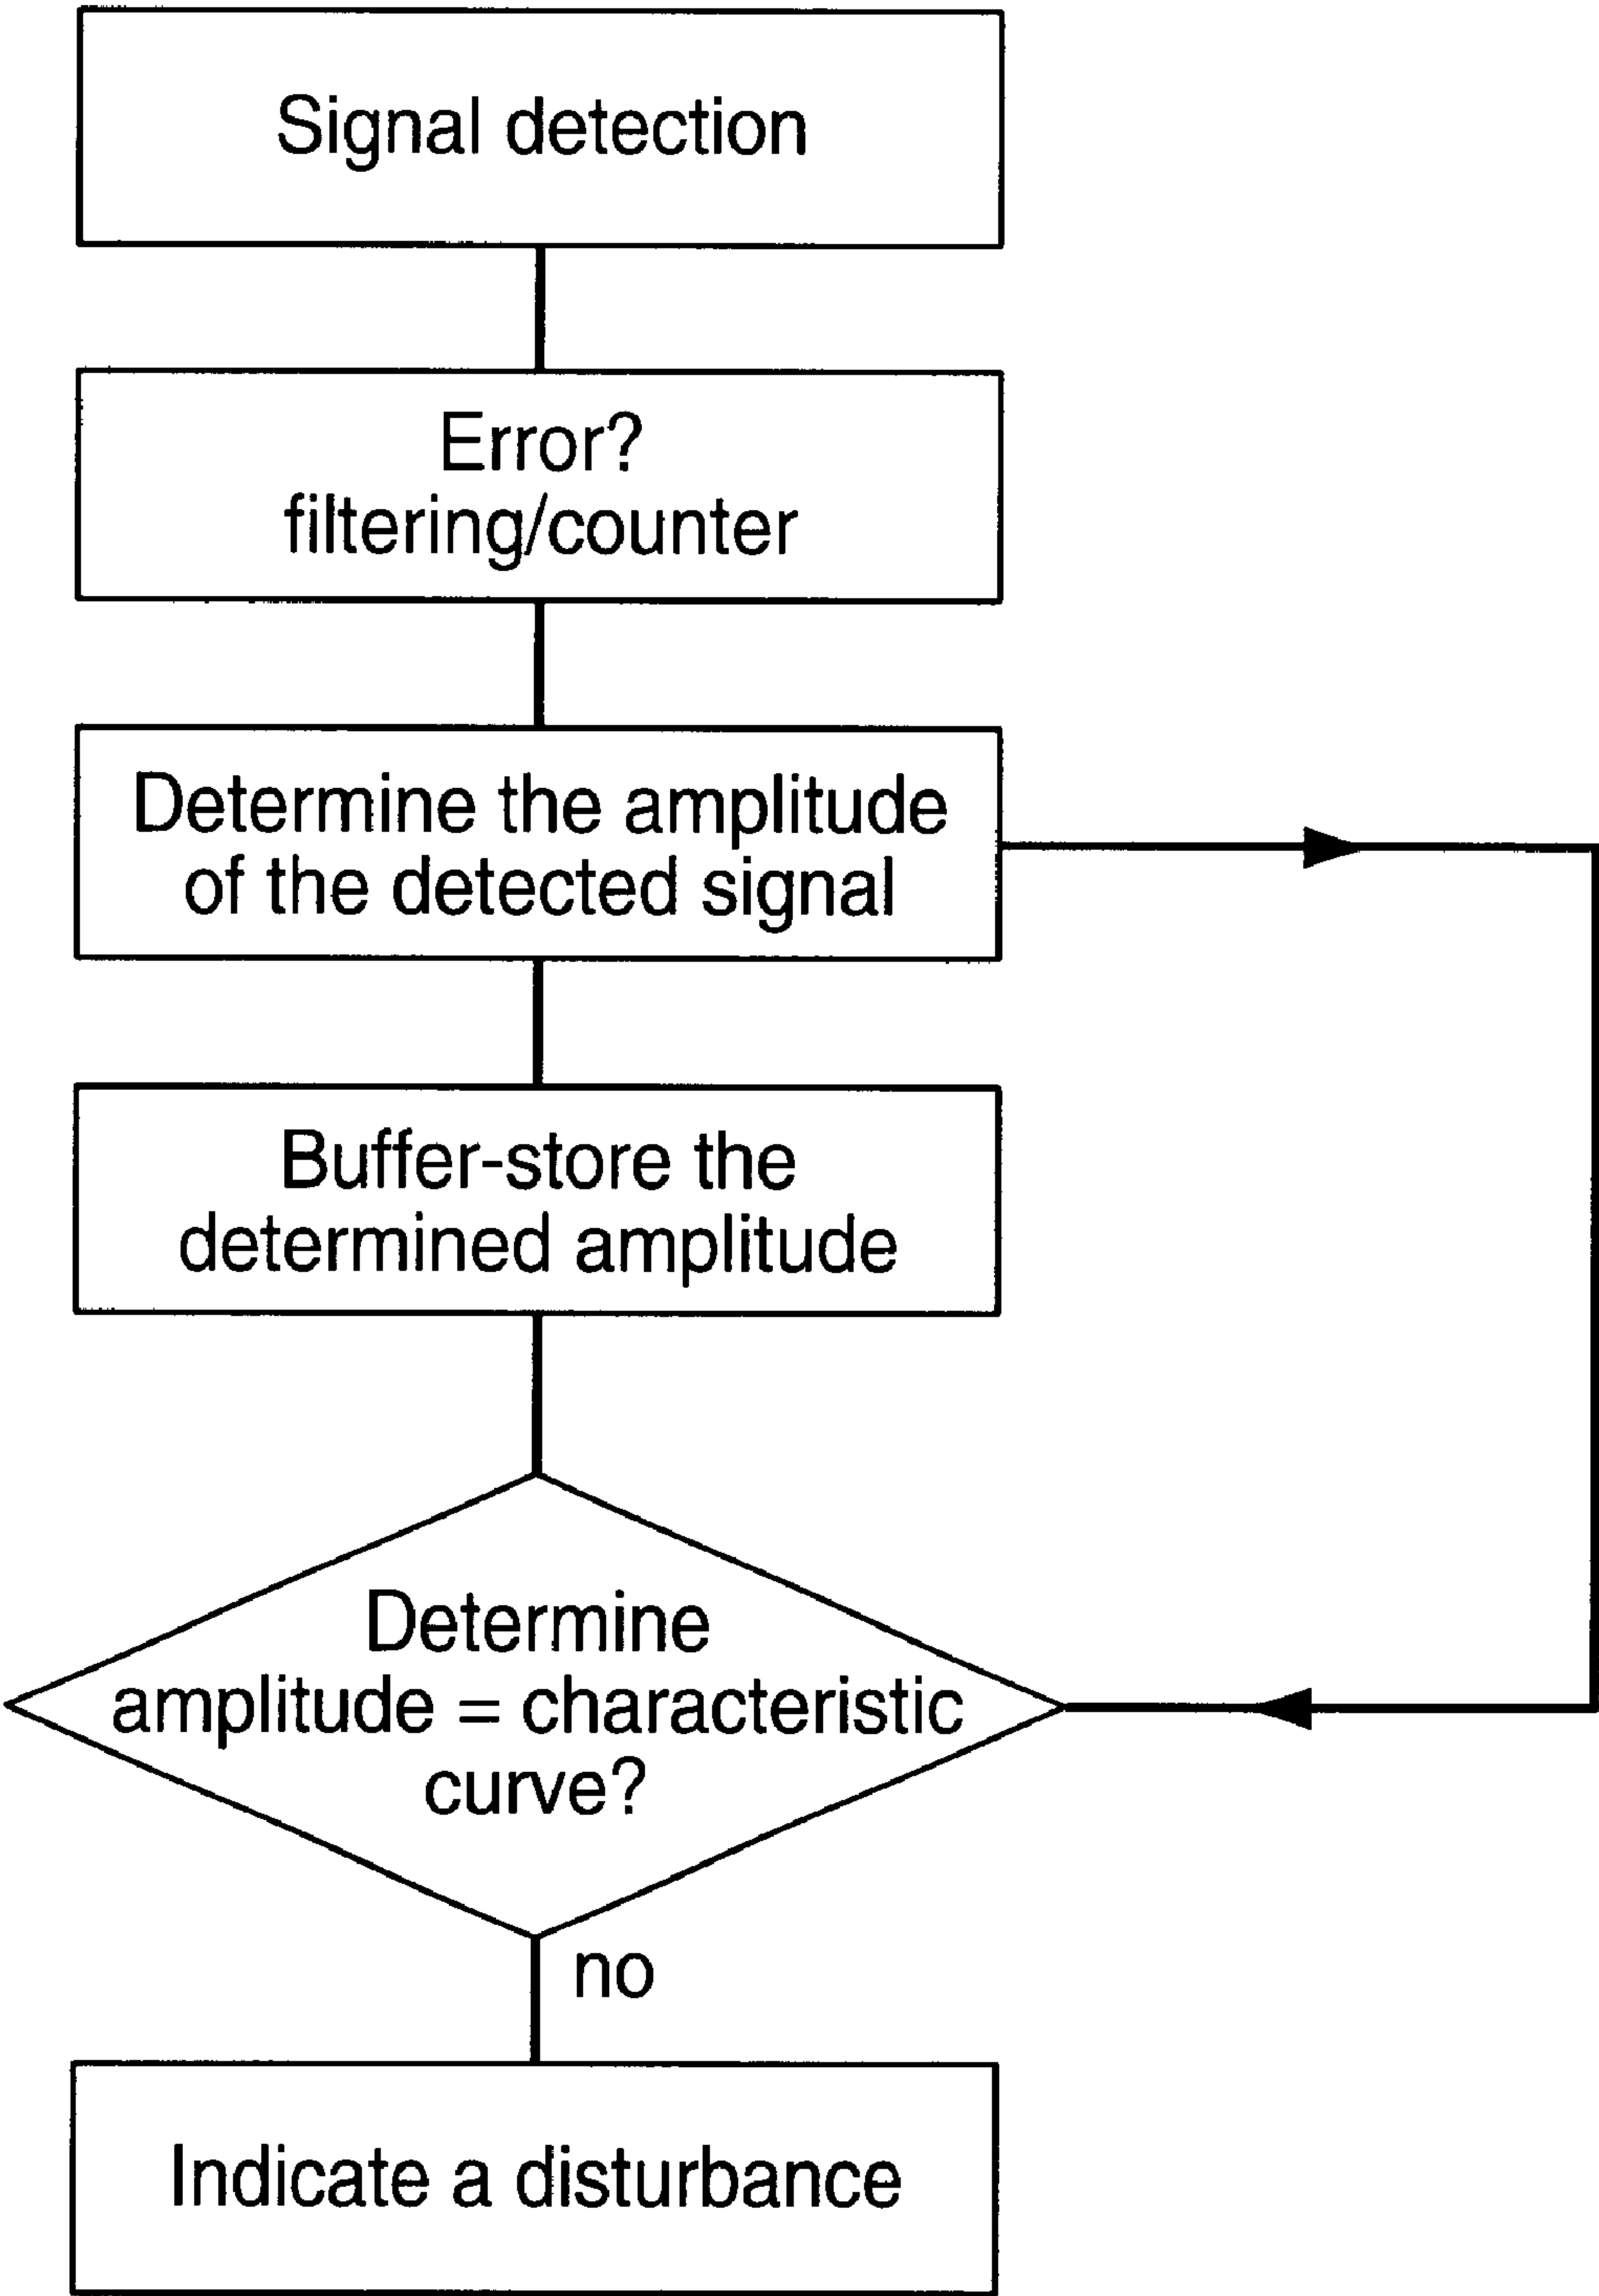 Signal detection
Error?
filtering/counter
Determine the amplitude
of the detected signal
Buffer-store the
determined amplitude
Determine
amplitude = characteristic
curve?
no
Indicate a disturbance